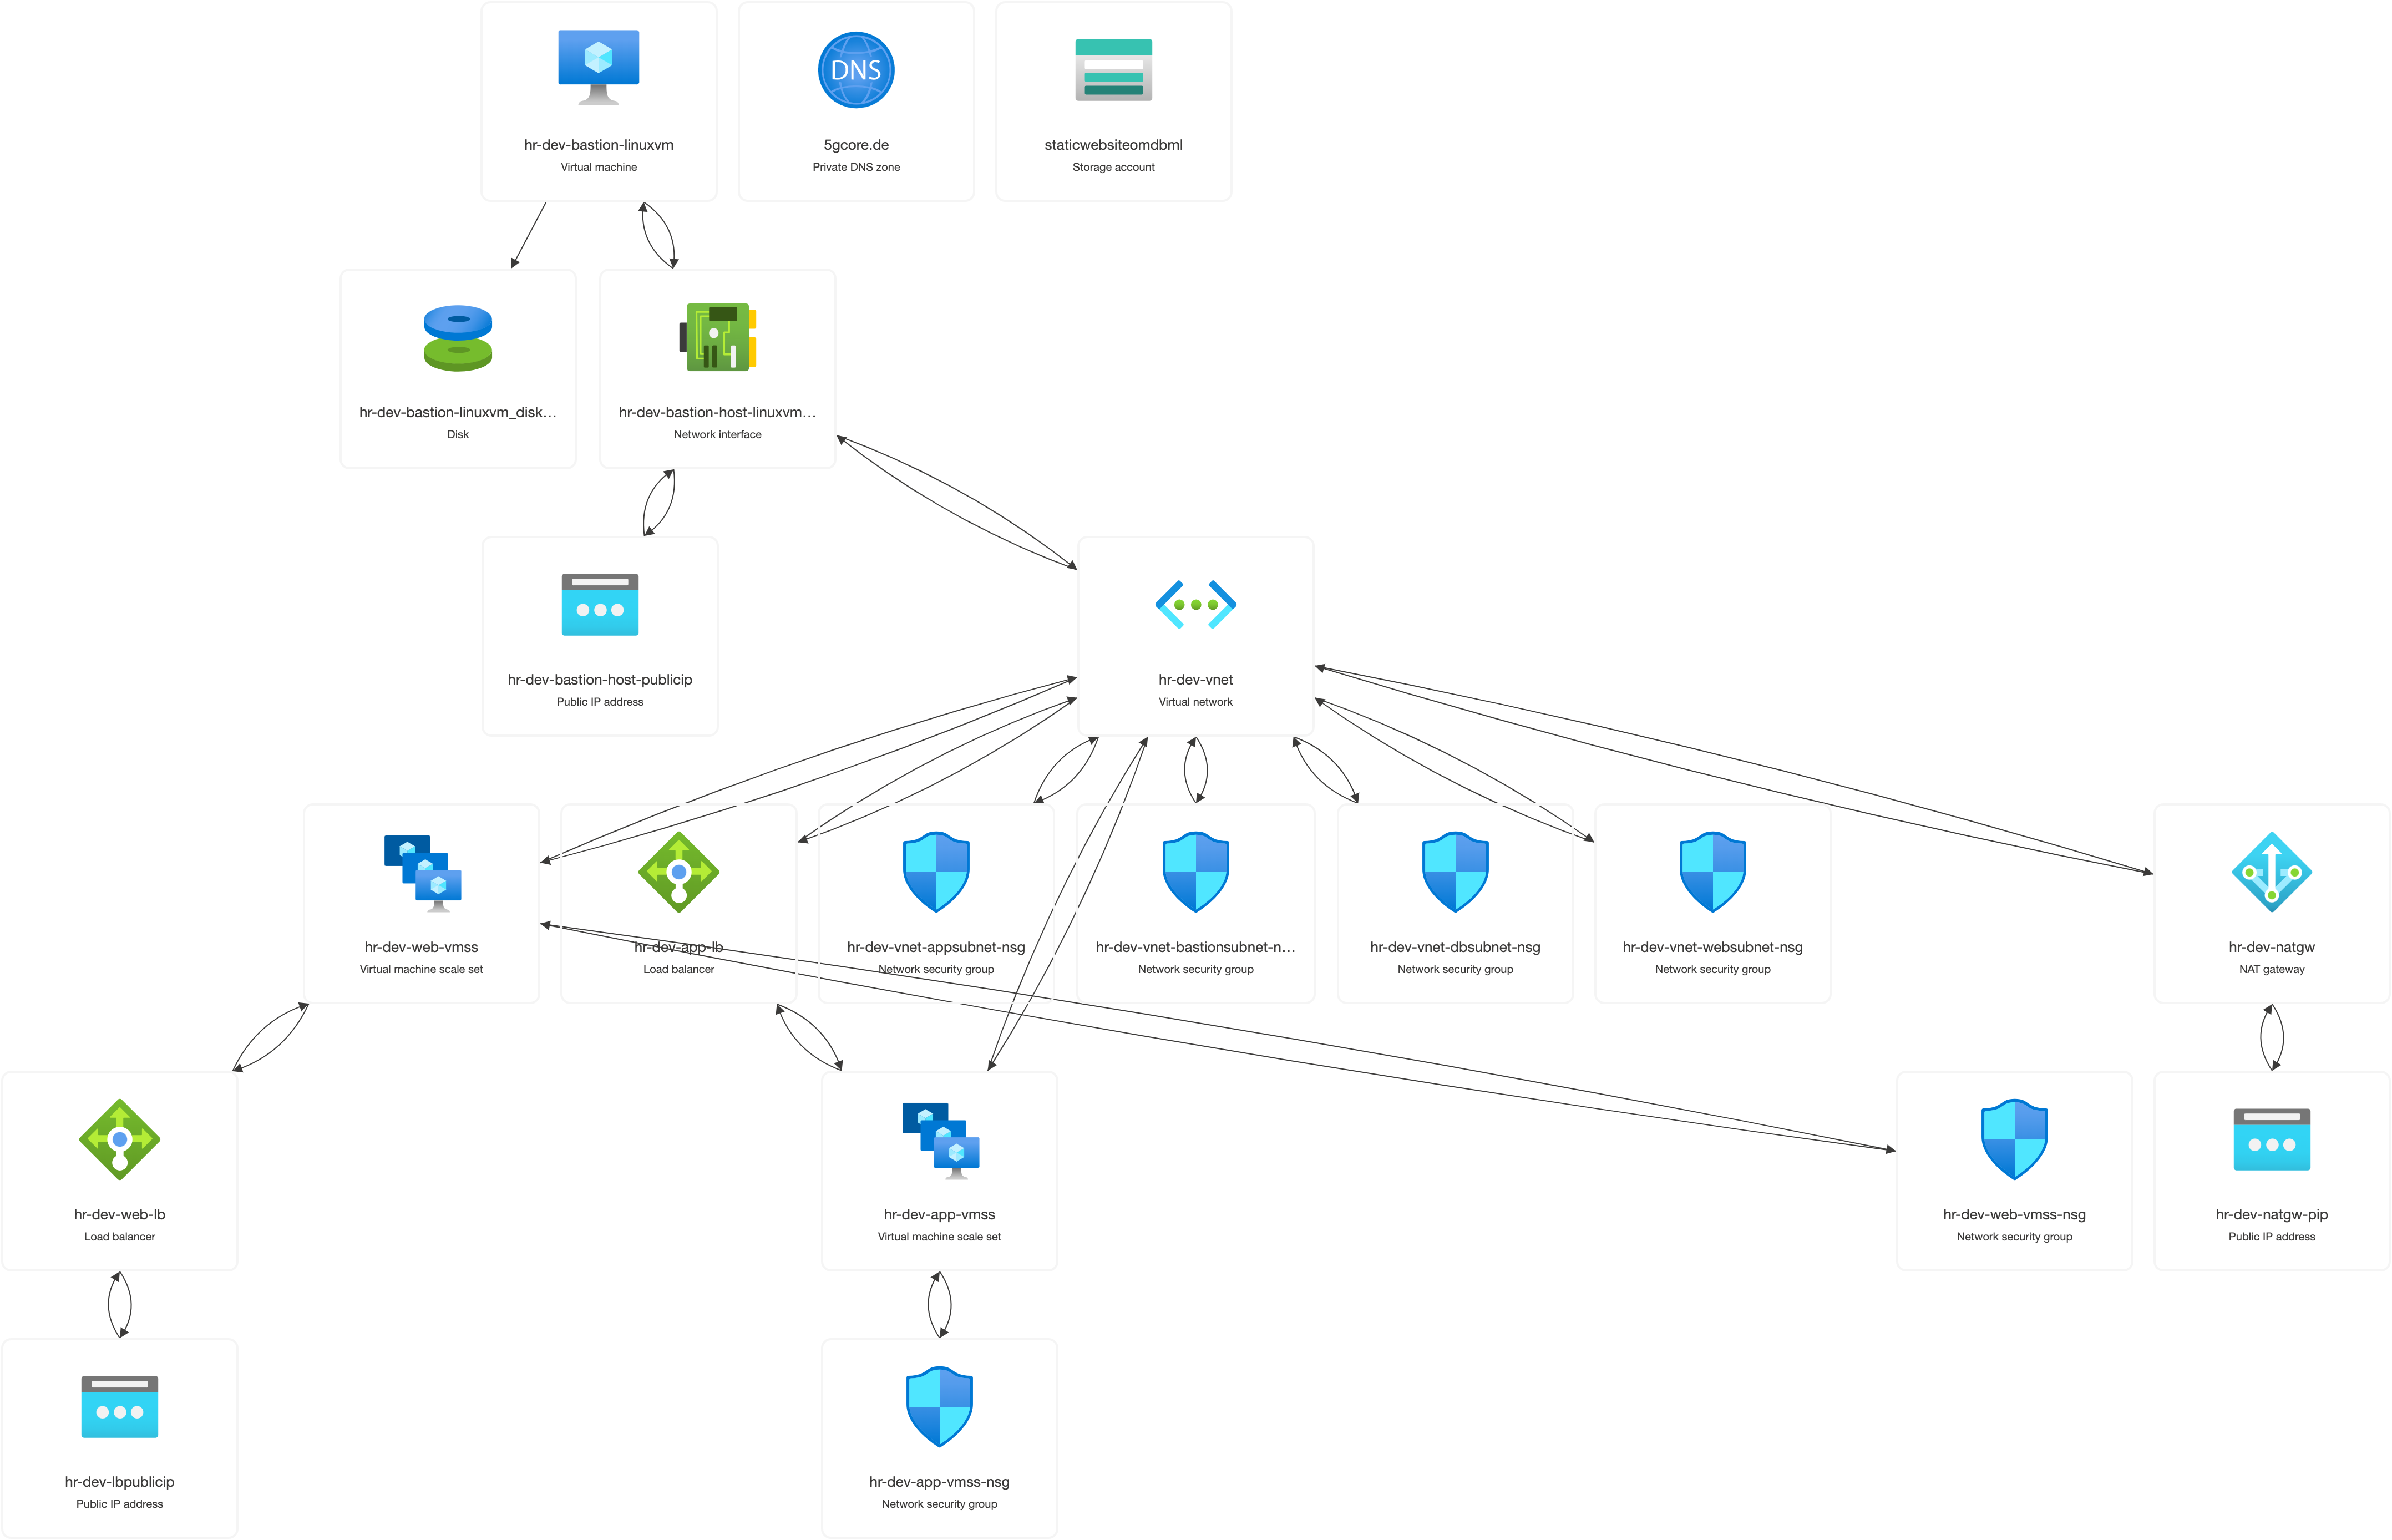 hr-dev-bastion-linuxvm
Virtual machine
DNS
5gcore.de
Private DNS zone
staticwebsiteomdbml
Storage account
hr-dev-bastion-linuxvm_disk...
Disk
hr-dev-bastion-host-linuxvm...
Network interface
hr-dev-bastion-host-publicip
Public IP address
hr-dev-vnet
Virtual network
hr-dev-web-vmss
Virtual machine scale set
hr-dev-app-lb
Load balancer
hr-dev-vnet-appsubnet-nsg
Network security group
hr-dev-vnet-bastionsubnet-n...
Network security group
hr-dev-vnet-dbsubnet-nsg
Network security group
hr-dev-vnet-websubnet-nsg
Network security group
hr-dev-natgw
NAT gateway
hr-dev-web-lb
Load balancer
hr-dev-app-vmss
Virtual machine scale set
hr-dev-web-vmss-nsg
Network security group
hr-dev-natgw-pip
Public IP address
hr-dev-lbpublicip
Public IP address
hr-dev-app-vmss-nsg
Network security group